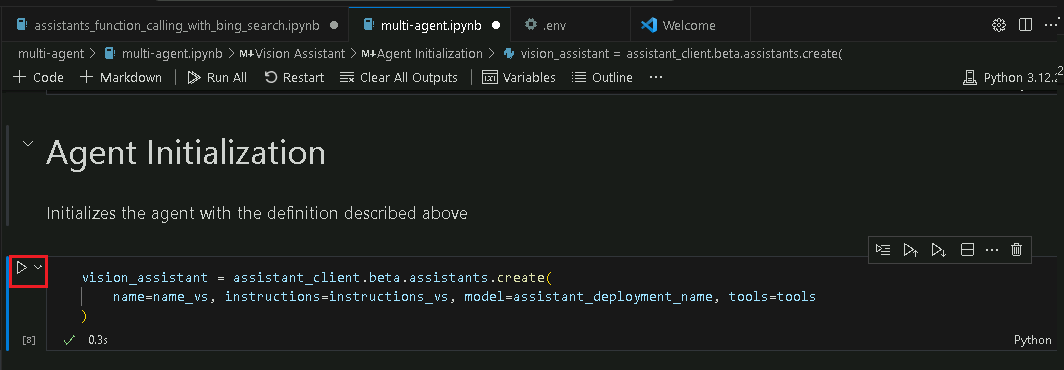 assistants_function_calling_with_bing_search.ipynb multi-agent.ipynb .env Welcome
multi-agent > multi-agent.ipynb > M↓Vision Assistant > M↓Agent Initialization > vision_assistant = assistant_client.beta.assistants.create(
+ Code + Markdown Run All Restart Clear All Outputs Variables Outline ... Python 3.12.2
Agent Initialization
Initializes the agent with the definition described above
vision_assistant = assistant_client.beta.assistants.create(
name=name_vs, instructions=instructions_vs, model=assistant_deployment_name, tools=tools
)
[8] 0.3s Python